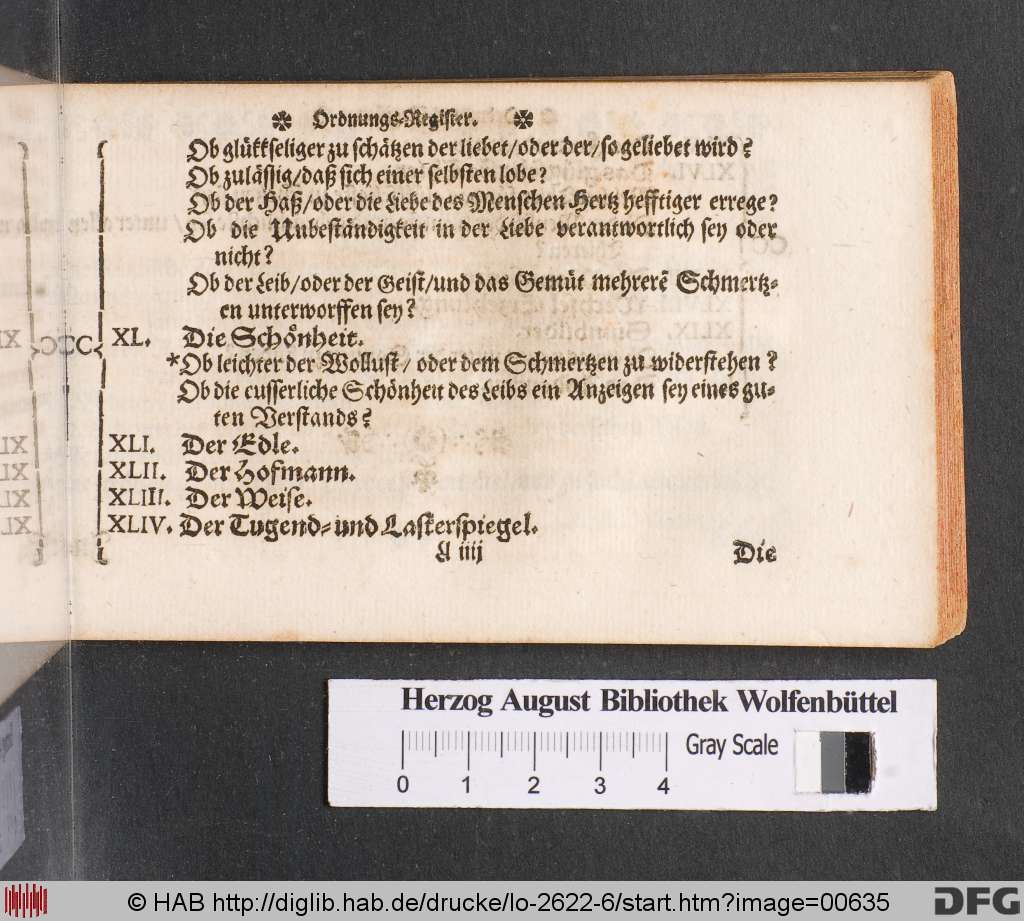 Ordnungs-Register.
Ob glükkseliger zu schätzen der liebet/oder der/so geliebet wird?
Ob zulässig/daß sich einer selbsten lobe?
Ob der Haß/oder die Liebe des Menschen Hertz hefftiger errege?
Ob die Unbeständigkeit in der Liebe verantwortlich sey oder
nicht?
Ob der Leib/oder der Geist/und das Gemüt mehrerẽ Schmertz-
en unterworffen sey?
CCC XL. Die Schönheit.
*Ob leichter der Wollust/oder dem Schmertzen zu widerstehen?
Ob die eusserliche Schönheit des Leibs ein Anzeigen sey eines gu-
ten Verstands?
XLI. Der Edle.
XLII. Der Hofmann.
XLIII. Der Weise.
XLIV. Der Tugend- und Lasterspiegel.
A iiij Die
Herzog August Bibliothek Wolfenbüttel
Gray Scale
0 1 2 3 4
© HAB http://diglib.hab.de/drucke/lo-2622-6/start.htm?image=00635
DFG